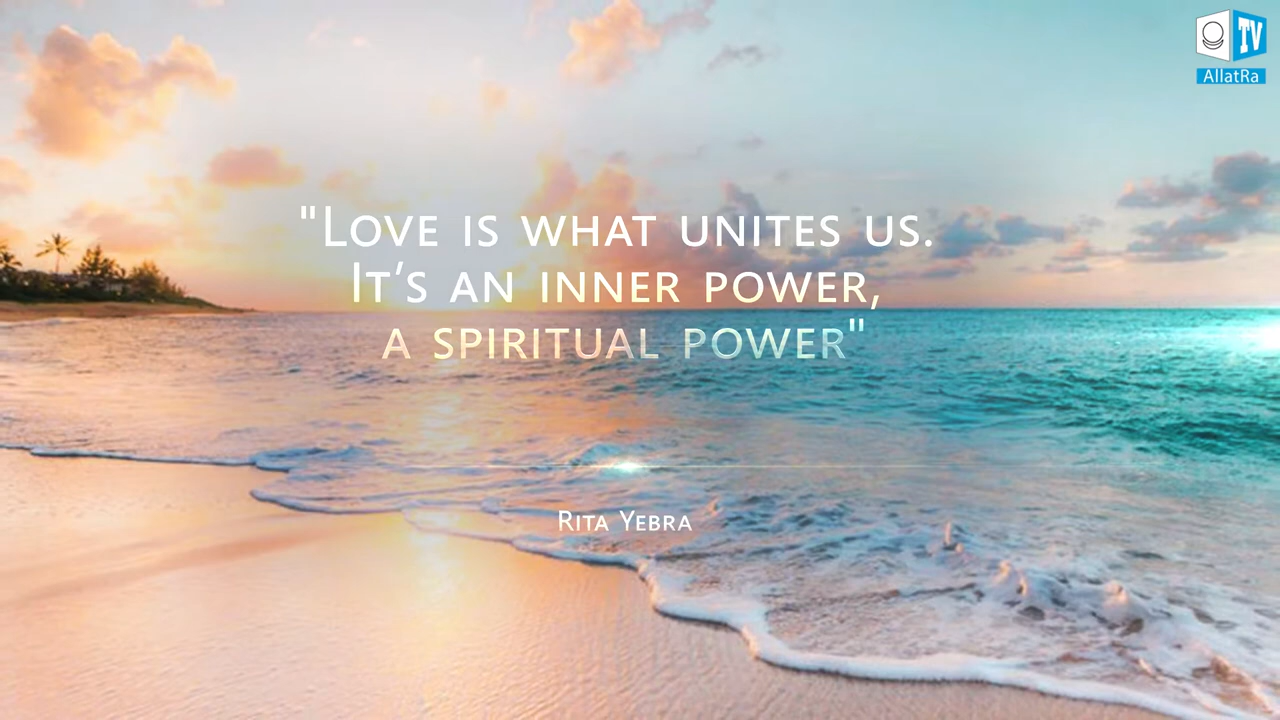 TV
AllatRa
"Love is what unites us.
It’s an inner power,
a spiritual power"
Rita Yebra